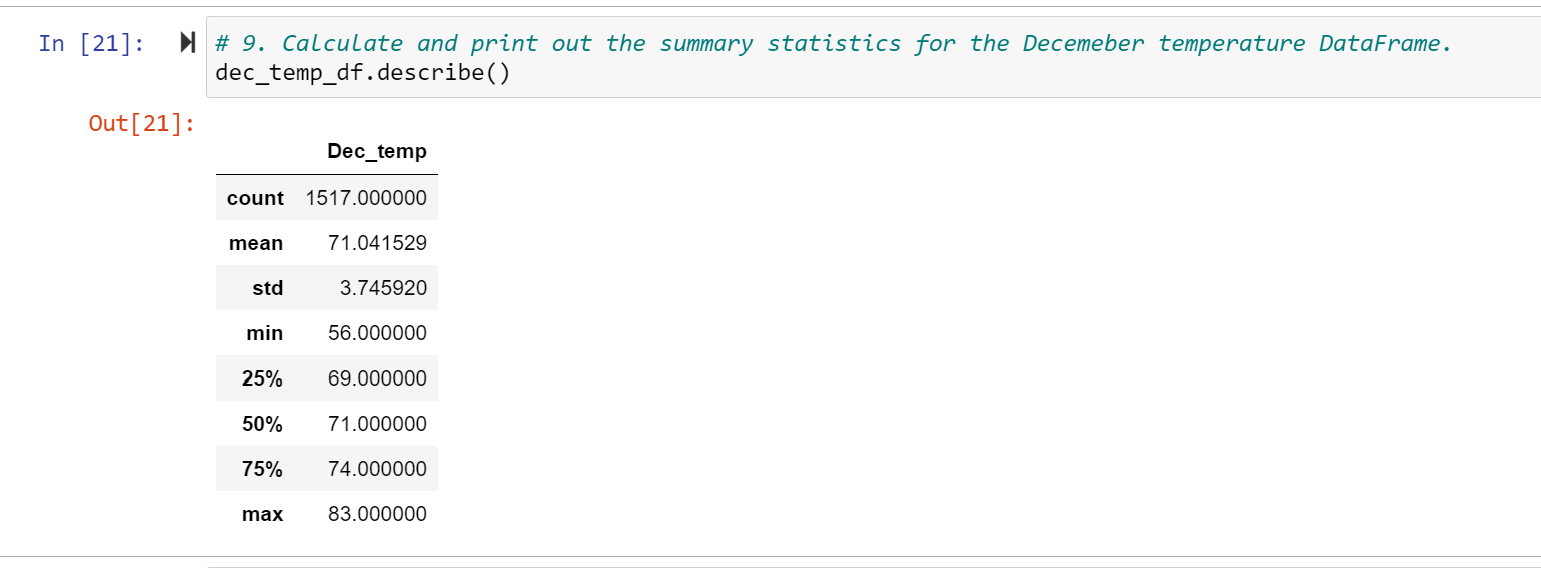 In [21]:
# 9. Calculate and print out the summary statistics for the Decemeber temperature DataFrame.
dec_temp_df.describe()
Out[21]:
Dec_temp
count 1517.000000
mean 71.041529
std 3.745920
min 56.000000
25% 69.000000
50% 71.000000
75% 74.000000
max 83.000000